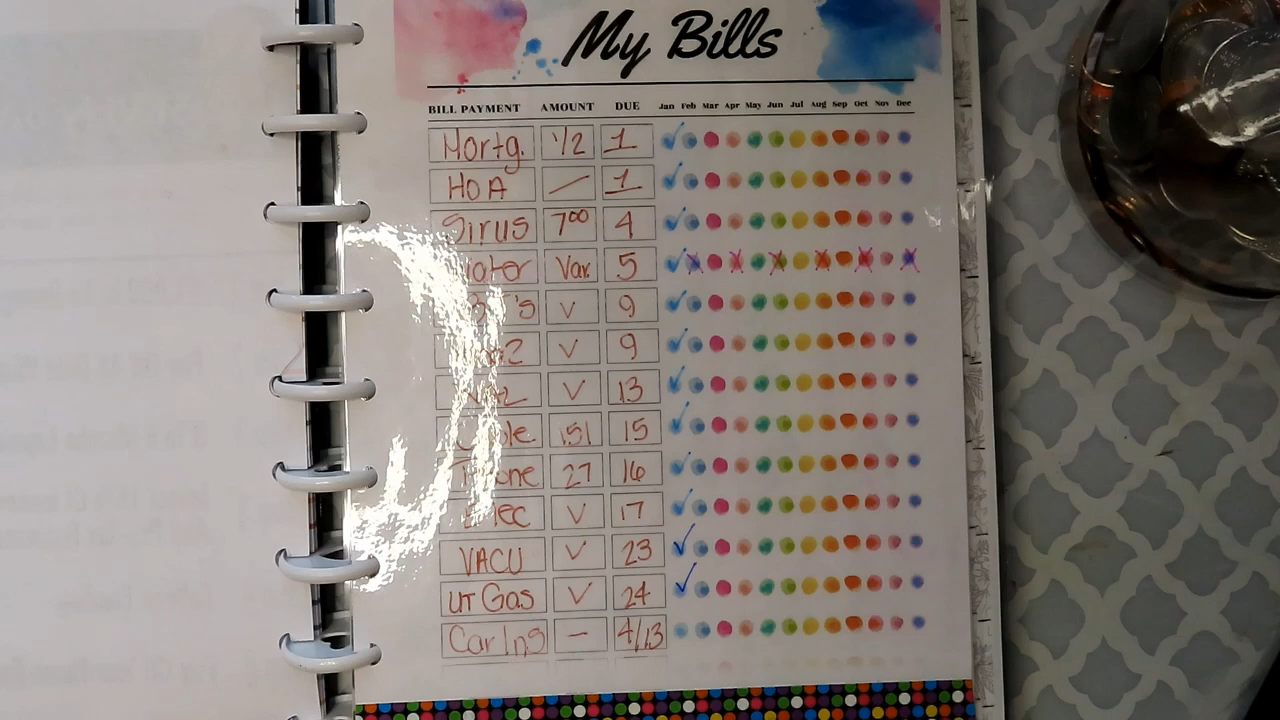 My Bills
BILL PAYMENT AMOUNT DUE Jan Feb Mar Apr May Jun Jul Aug Sep Oct Nov Dec
Mortg. 1/2 1
HOA — 1
Sirus 700 4
Var. 5
V 9
V 9
V 13
151 15
27 16
V 17
VACU V 23
UT Gas V 24
Car Ins — 4/13